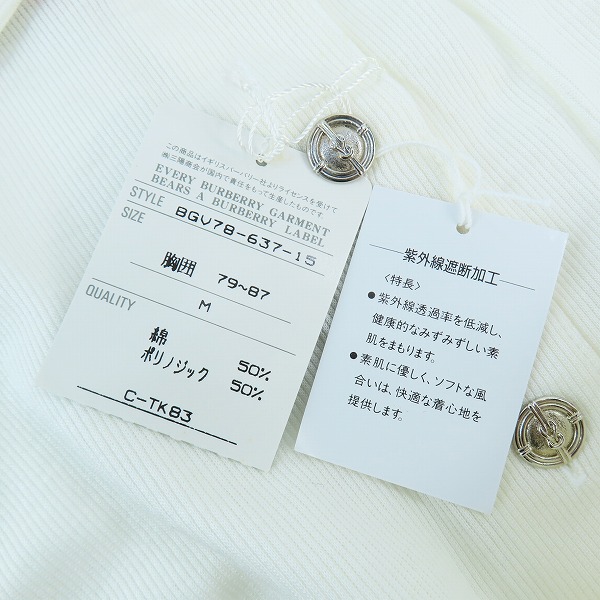 この商品はイギリスバーバリー社よりライセンスを受けて
㈱三陽商会が国内で責任をもって生産したものです。
EVERY BURBERRY GARMENT
BEARS A BURBERRY LABEL
STYLE BGV78-637-15
SIZE
胸囲 79~87
M
QUALITY
綿 50%
ポリノジック 50%
C-TK83
紫外線遮断加工
〈特長〉
●紫外線透過率を低減し、
健康的なみずみずしい素
肌をまもります。
●素肌に優しく、ソフトな風
合いは、快適な着心地を
提供します。